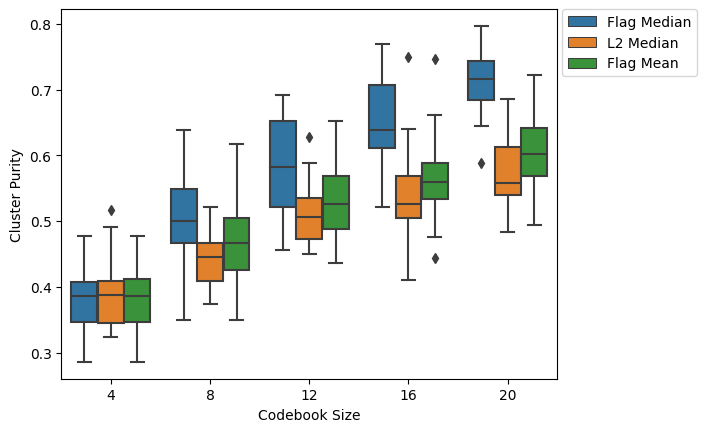 Flag Median
L2 Median
Flag Mean
Cluster Purity
0.8
0.7
0.6
0.5
0.4
0.3
4
8
12
16
20
Codebook Size